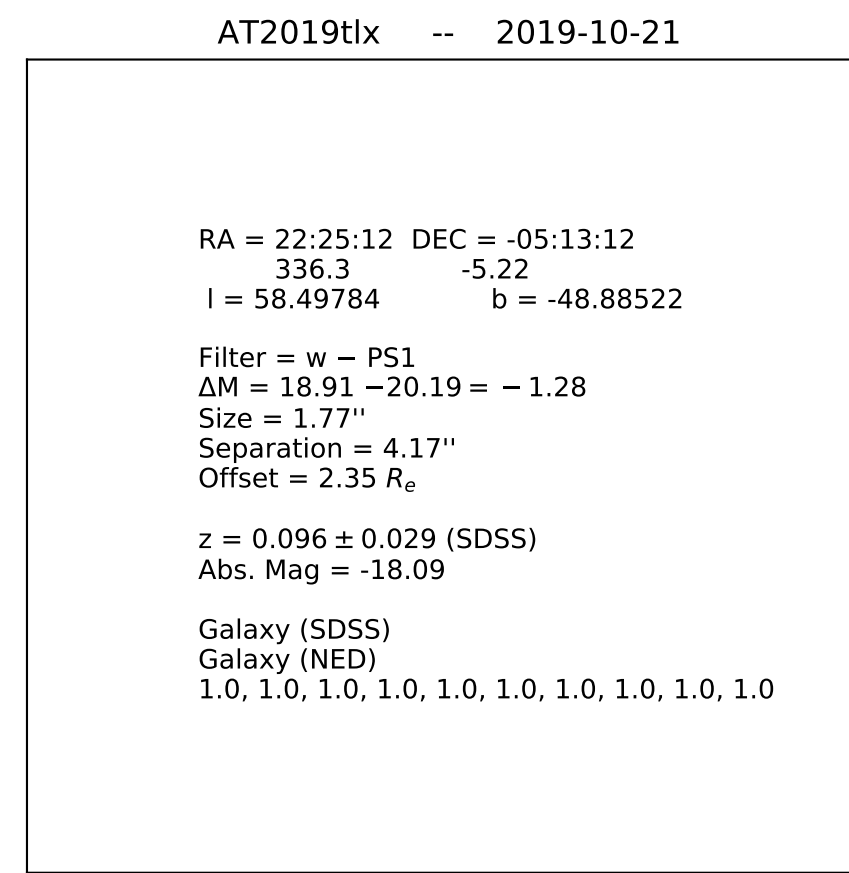 AT2019tlx -- 2019-10-21
RA = 22:25:12 DEC = -05:13:12
336.3 -5.22
l = 58.49784 b = -48.88522
Filter = w − PS1
ΔM = 18.91 −20.19 = − 1.28
Size = 1.77''
Separation = 4.17''
Offset = 2.35 Rₑ
z = 0.096 ± 0.029 (SDSS)
Abs. Mag = -18.09
Galaxy (SDSS)
Galaxy (NED)
1.0, 1.0, 1.0, 1.0, 1.0, 1.0, 1.0, 1.0, 1.0, 1.0